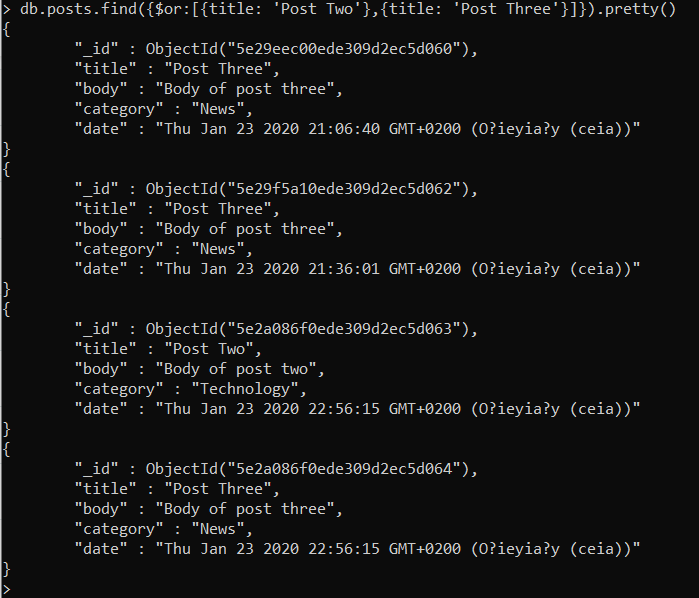 > db.posts.find({$or:[{title: 'Post Two'},{title: 'Post Three'}]}).pretty()
{
        "_id" : ObjectId("5e29eec00ede309d2ec5d060"),
        "title" : "Post Three",
        "body" : "Body of post three",
        "category" : "News",
        "date" : "Thu Jan 23 2020 21:06:40 GMT+0200 (O?ieyia?y (ceia))"
}
{
        "_id" : ObjectId("5e29f5a10ede309d2ec5d062"),
        "title" : "Post Three",
        "body" : "Body of post three",
        "category" : "News",
        "date" : "Thu Jan 23 2020 21:36:01 GMT+0200 (O?ieyia?y (ceia))"
}
{
        "_id" : ObjectId("5e2a086f0ede309d2ec5d063"),
        "title" : "Post Two",
        "body" : "Body of post two",
        "category" : "Technology",
        "date" : "Thu Jan 23 2020 22:56:15 GMT+0200 (O?ieyia?y (ceia))"
}
{
        "_id" : ObjectId("5e2a086f0ede309d2ec5d064"),
        "title" : "Post Three",
        "body" : "Body of post three",
        "category" : "News",
        "date" : "Thu Jan 23 2020 22:56:15 GMT+0200 (O?ieyia?y (ceia))"
}
>